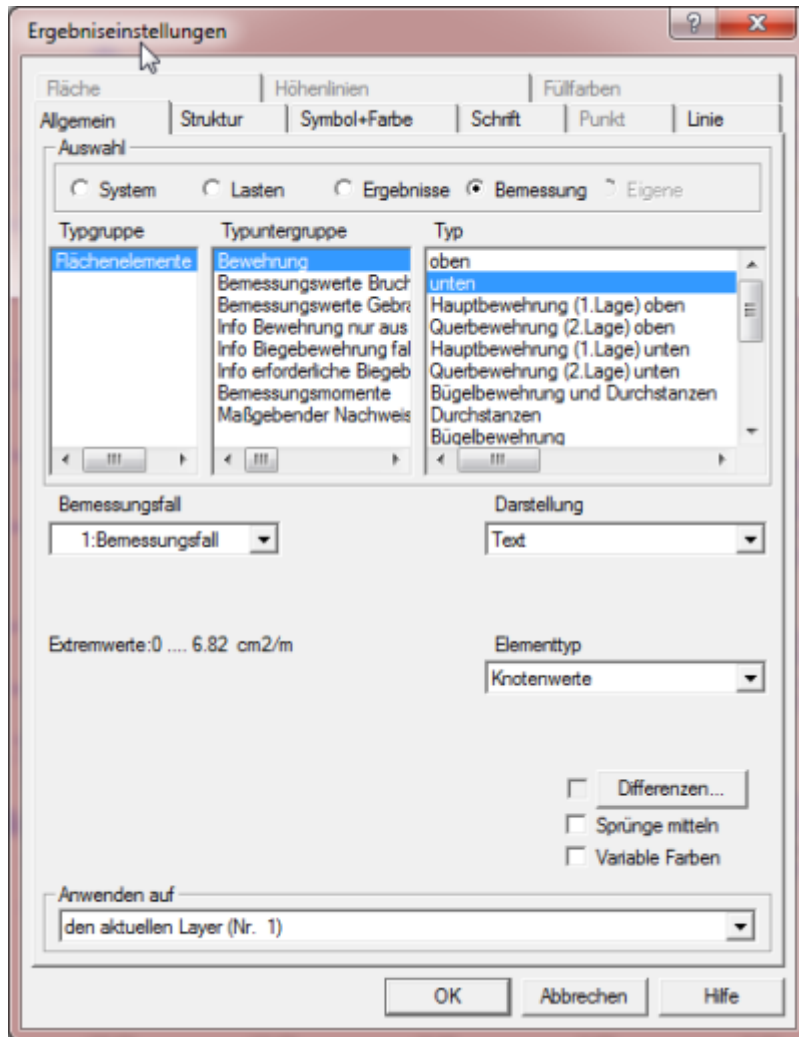 Ergebniseinstellungen
Fläche Höhenlinien Füllfarben
Allgemein Struktur Symbol+Farbe Schrift Punkt Linie
Auswahl
System Lasten Ergebnisse Bemessung Eigene
Typgruppe Typuntergruppe Typ
Flächenelemente Bewehrung oben
Bemessungswerte Bruch unten
Bemessungswerte Gebra Hauptbewehrung (1.Lage) oben
Info Bewehrung nur aus Querbewehrung (2.Lage) oben
Info Biegebewehrung fal Hauptbewehrung (1.Lage) unten
Info erforderliche Biegeb Querbewehrung (2.Lage) unten
Bemessungsmomente Bügelbewehrung und Durchstanzen
Maßgebender Nachweis Durchstanzen
Bügelbewehrung
Bemessungsfall Darstellung
1:Bemessungsfall Text
Extremwerte:0 .... 6.82 cm2/m Elementtyp
Knotenwerte
Differenzen...
Sprünge mitteln
Variable Farben
Anwenden auf
den aktuellen Layer (Nr. 1)
OK Abbrechen Hilfe